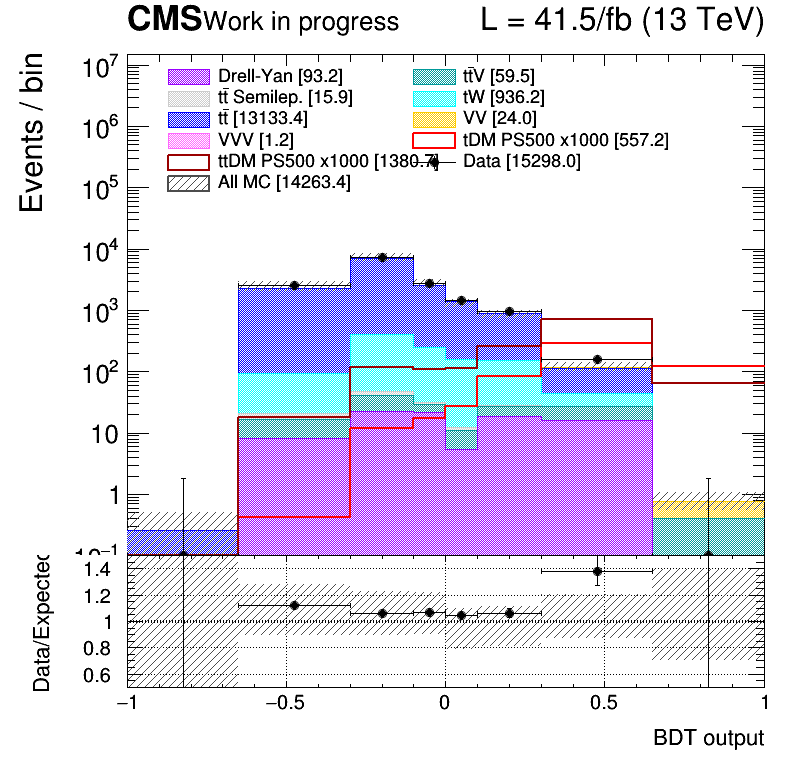 CMS Work in progress L = 41.5/fb (13 TeV)
Events / bin
10⁷
10⁶
10⁵
10⁴
10³
10²
10
1
10⁻¹
Drell-Yan [93.2] tt̄V [59.5]
tt̄ Semilep. [15.9] tW [936.2]
tt̄ [13133.4] VV [24.0]
VVV [1.2] tDM PS500 x1000 [557.2]
ttDM PS500 x1000 [1380.7] Data [15298.0]
All MC [14263.4]
Data/Expected
1.4
1.2
1
0.8
0.6
−1 −0.5 0 0.5 1
BDT output